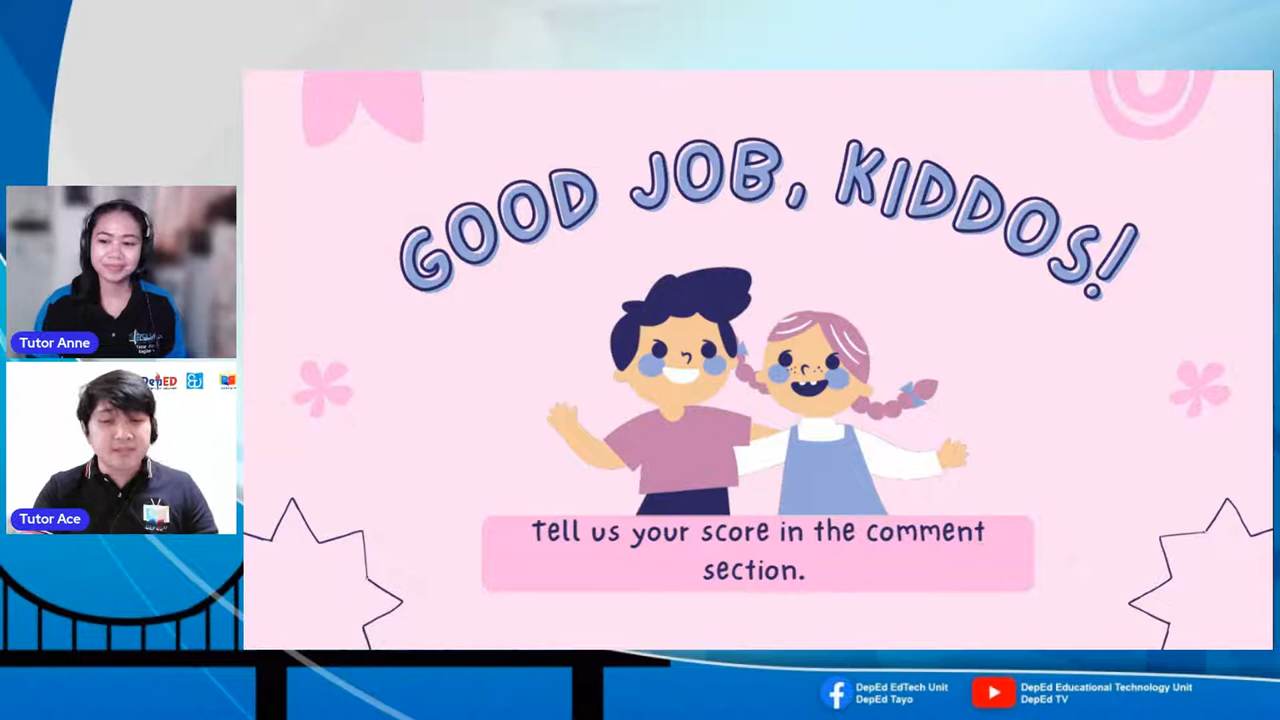 GOOD JOB, KIDDOS!
Tell us your score in the comment
section.
Tutor Anne
DepED
Tutor Ace
DepEd EdTech Unit
DepEd Tayo
DepEd Educational Technology Unit
DepEd TV